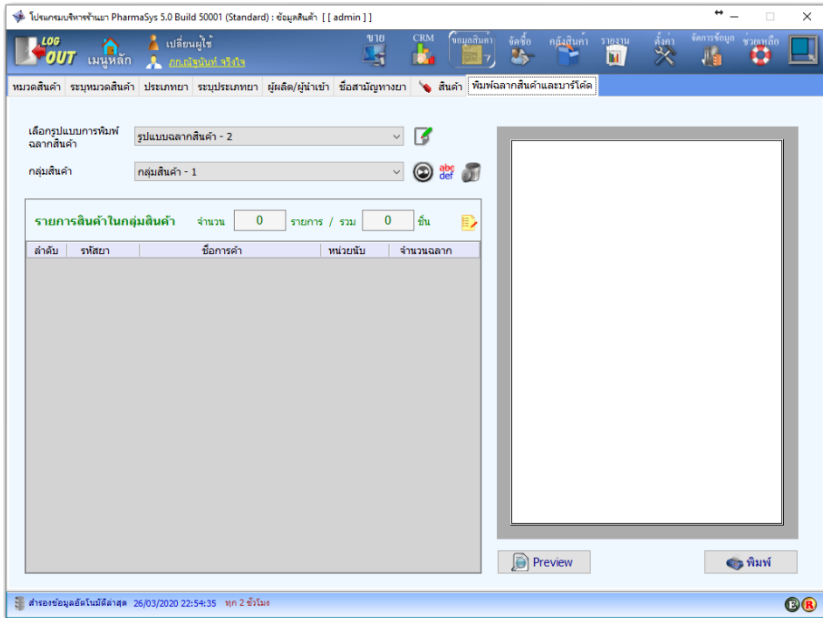 โปรแกรมบริหารร้านยา PharmaSys 5.0 Build 50001 (Standard) : ข้อมูลสินค้า [ [ admin ] ]
LOG OUT
เมนูหลัก
เปลี่ยนผู้ใช้
ขาย
CRM
ข้อมูลสินค้า
จัดซื้อ
คลังสินค้า
รายงาน
ตั้งค่า
จัดการข้อมูล
ช่วยเหลือ
หมวดสินค้า ระบุหมวดสินค้า ประเภทยา ระบุประเภทยา ผู้ผลิต/ผู้นำเข้า ชื่อสามัญทางยา สินค้า พิมพ์ฉลากสินค้าและบาร์โค้ด
เลือกรูปแบบการพิมพ์
ฉลากสินค้า
รูปแบบฉลากสินค้า - 2
กลุ่มสินค้า
กลุ่มสินค้า - 1
abc
def
รายการสินค้าในกลุ่มสินค้า จำนวน 0 รายการ / รวม 0 ชิ้น
ลำดับ รหัสยา ชื่อการค้า หน่วยนับ จำนวนฉลาก
Preview
พิมพ์
สำรองข้อมูลอัตโนมัติล่าสุด 26/03/2020 22:54:35 ทุก 2 ชั่วโมง
E R